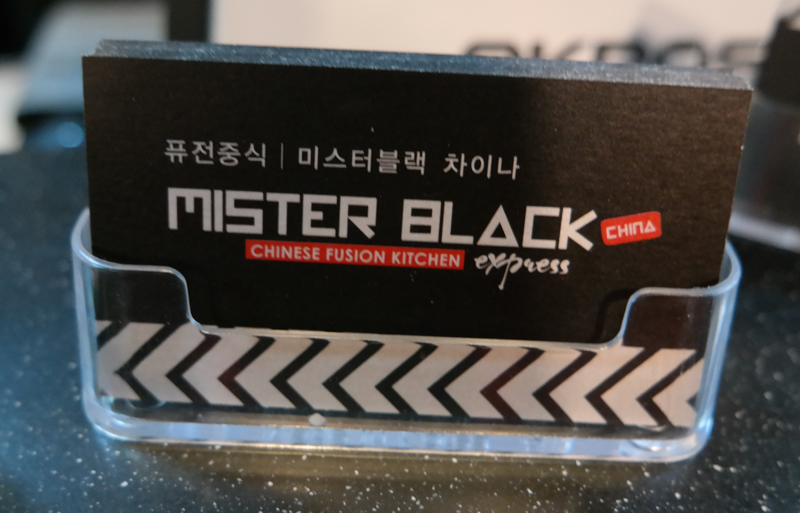 퓨전중식 | 미스터블랙 차이나
MISTER BLACK CHINA
CHINESE FUSION KITCHEN express